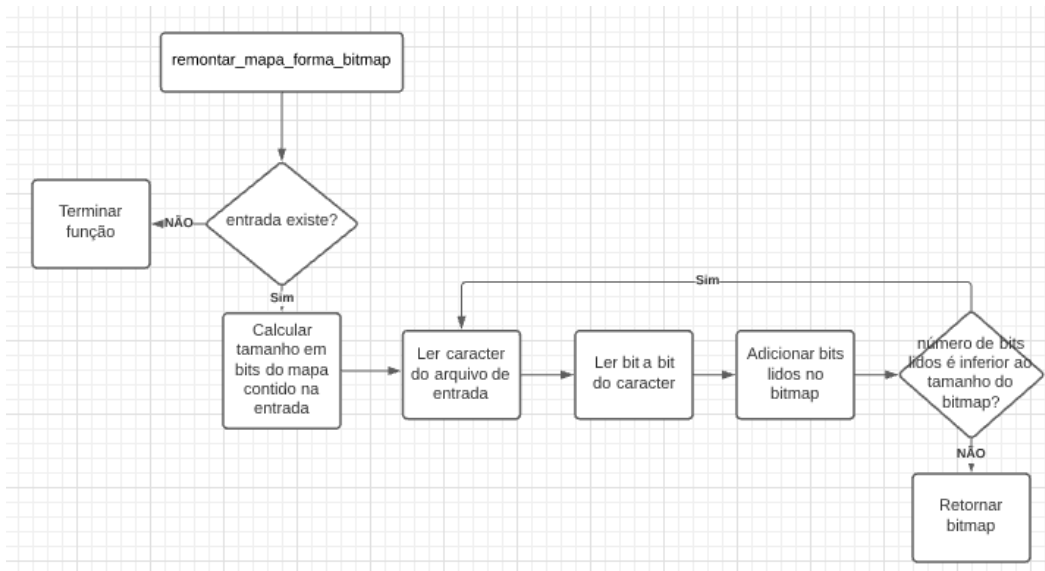 remontar_mapa_forma_bitmap
entrada existe?
NÃO
Terminar
função
Sim
Calcular
tamanho em
bits do mapa
contido na
entrada
Ler caracter
do arquivo de
entrada
Ler bit a bit
do caracter
Adicionar bits
lidos no
bitmap
número de bits
lidos é inferior ao
tamanho do
bitmap?
Sim
NÃO
Retornar
bitmap